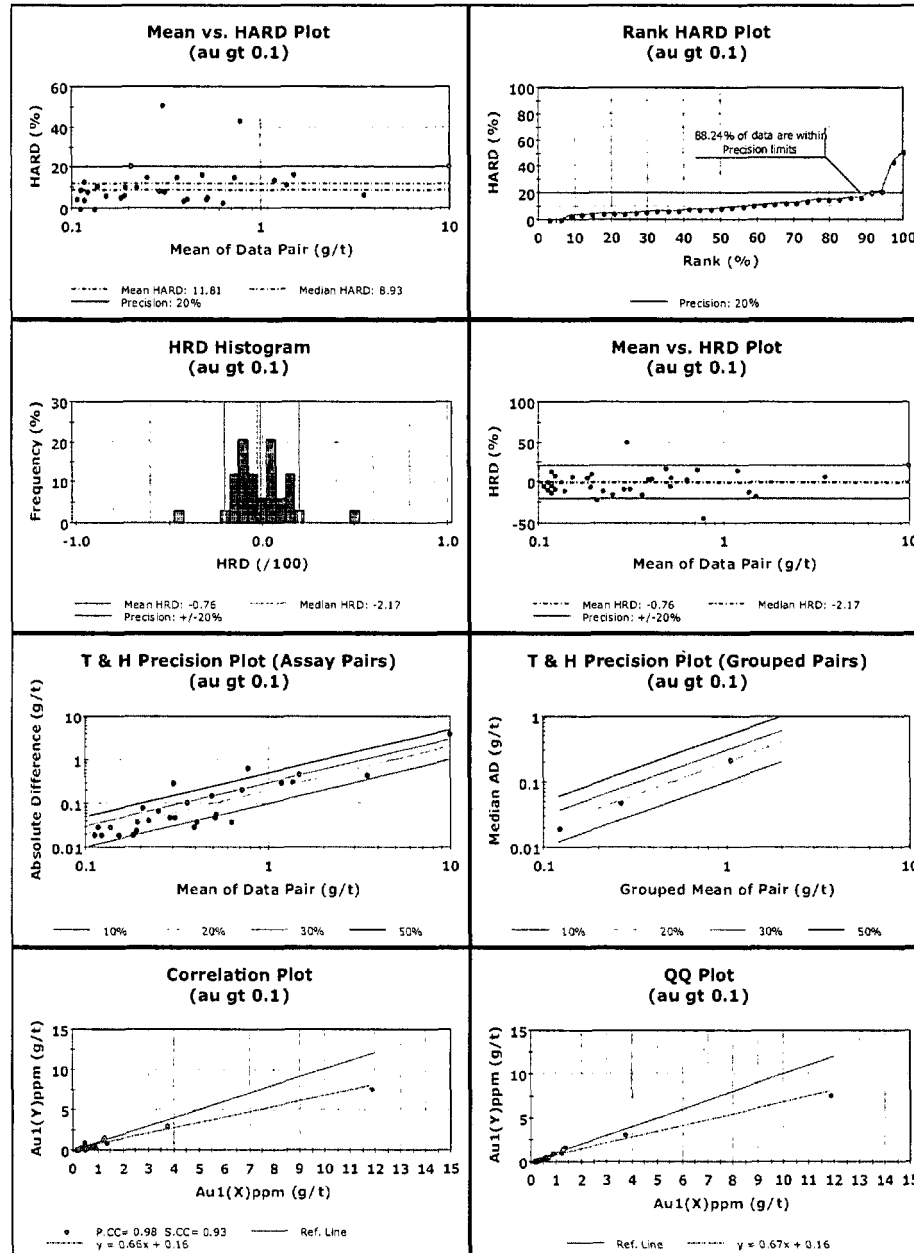 Mean vs. HARD Plot
(au gt 0.1)
60
40
20
0
HARD (%)
0.1
1
10
Mean of Data Pair (g/t)
Mean HARD: 11.81
Median HARD: 8.93
Precision: 20%
Rank HARD Plot
(au gt 0.1)
100
80
60
40
20
0
HARD (%)
88.24% of data are within
Precision limits
0 10 20 30 40 50 60 70 80 90 100
Rank (%)
Precision: 20%
HRD Histogram
(au gt 0.1)
30
20
10
0
Frequency (%)
-1.0
0.0
1.0
HRD (/100)
Mean HRD: -0.76
Median HRD: -2.17
Precision: +/-20%
Mean vs. HRD Plot
(au gt 0.1)
100
50
0
-50
HRD (%)
0.1
1
10
Mean of Data Pair (g/t)
Mean HRD: -0.76
Median HRD: -2.17
Precision: +/-20%
T & H Precision Plot (Assay Pairs)
(au gt 0.1)
10
1
0.1
0.01
Absolute Difference (g/t)
0.1
1
10
Mean of Data Pair (g/t)
10%
20%
30%
50%
T & H Precision Plot (Grouped Pairs)
(au gt 0.1)
1
0.1
0.01
Median AD (g/t)
0.1
1
10
Grouped Mean of Pair (g/t)
10%
20%
30%
50%
Correlation Plot
(au gt 0.1)
15
10
5
0
Au1(Y)ppm (g/t)
0 1 2 3 4 5 6 7 8 9 10 11 12 13 14 15
Au1(X)ppm (g/t)
P.CC= 0.98 S.CC= 0.93
Ref. Line
y = 0.66x + 0.16
QQ Plot
(au gt 0.1)
15
10
5
0
Au1(Y)ppm (g/t)
0 1 2 3 4 5 6 7 8 9 10 11 12 13 14 15
Au1(X)ppm (g/t)
Ref. Line
y = 0.67x + 0.16